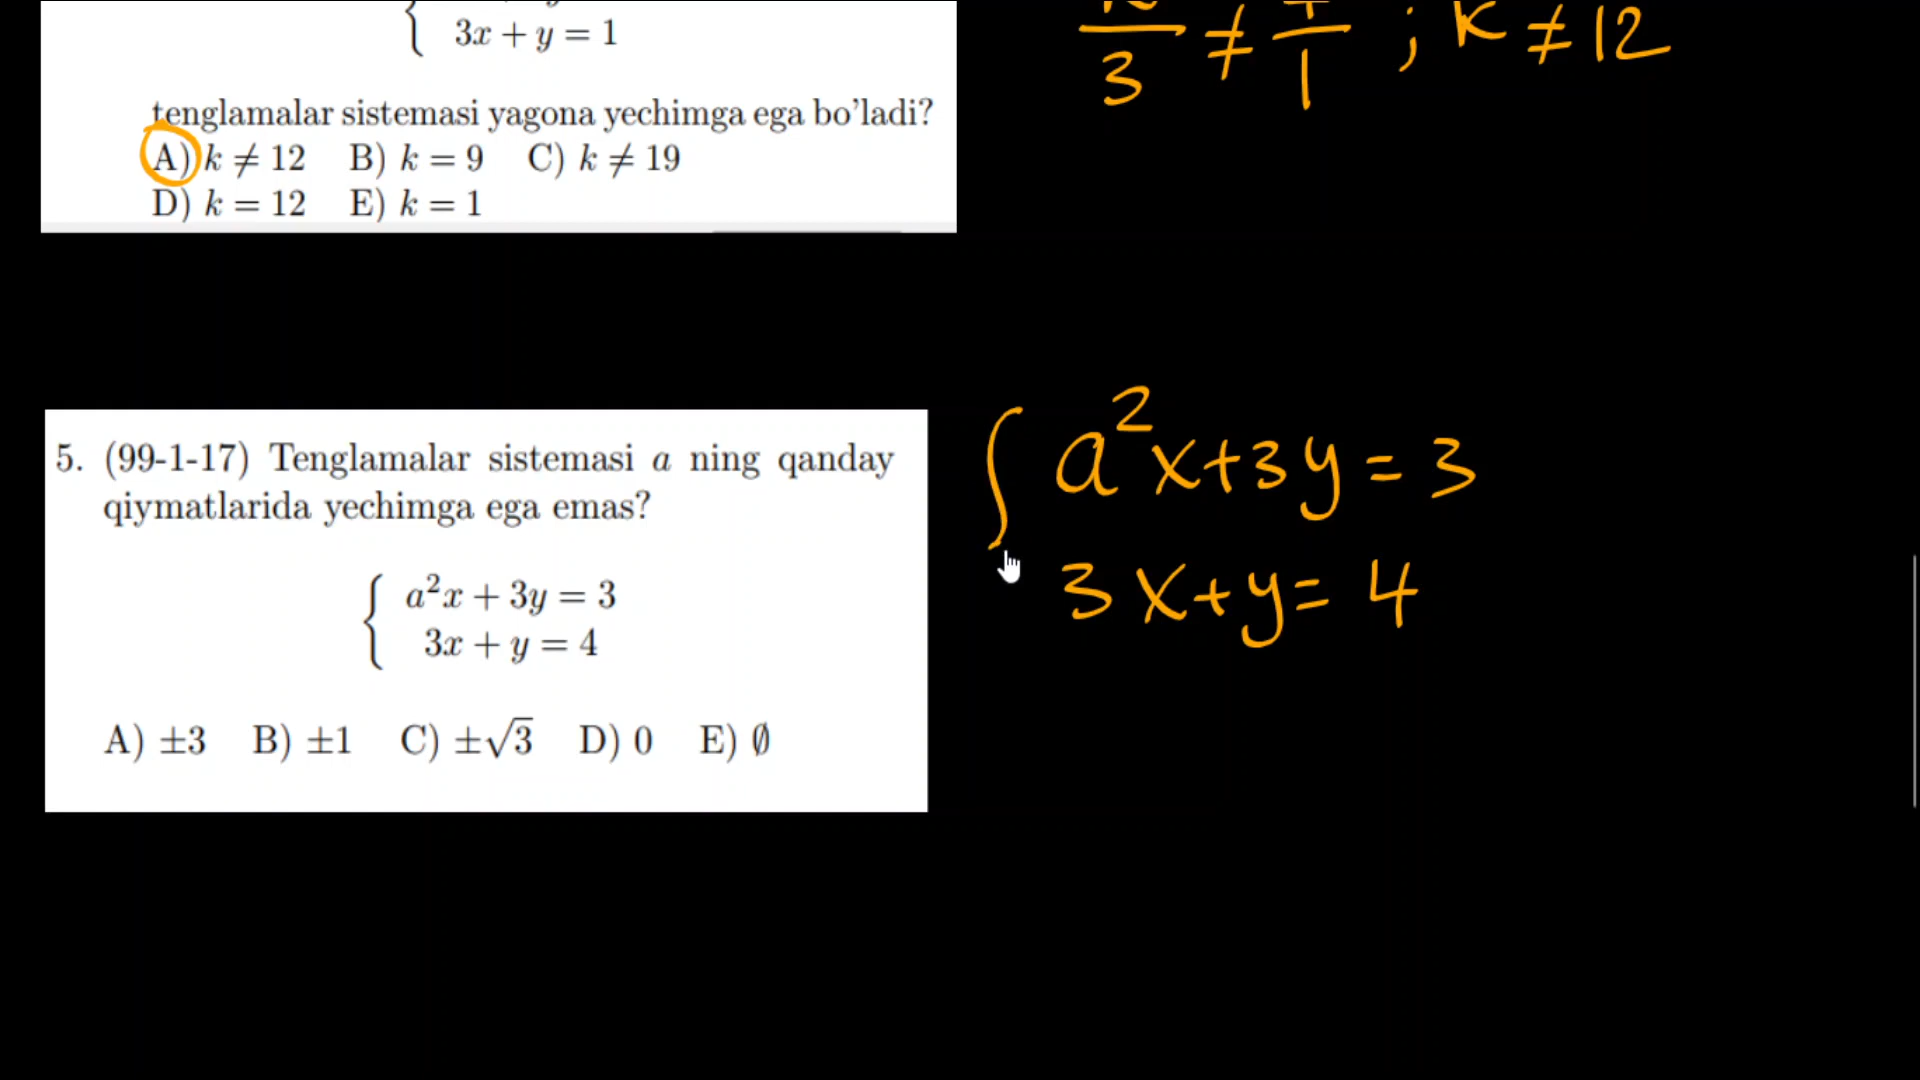 3x + y = 1
3 ≠ 1 ; k ≠ 12
tenglamalar sistemasi yagona yechimga ega bo’ladi?
A) k ≠ 12 B) k = 9 C) k ≠ 19
D) k = 12 E) k = 1
5. (99-1-17) Tenglamalar sistemasi a ning qanday
qiymatlarida yechimga ega emas?
a²x + 3y = 3
3x + y = 4
A) ±3 B) ±1 C) ±√3 D) 0 E) ∅
a²x+3y=3
3x+y=4